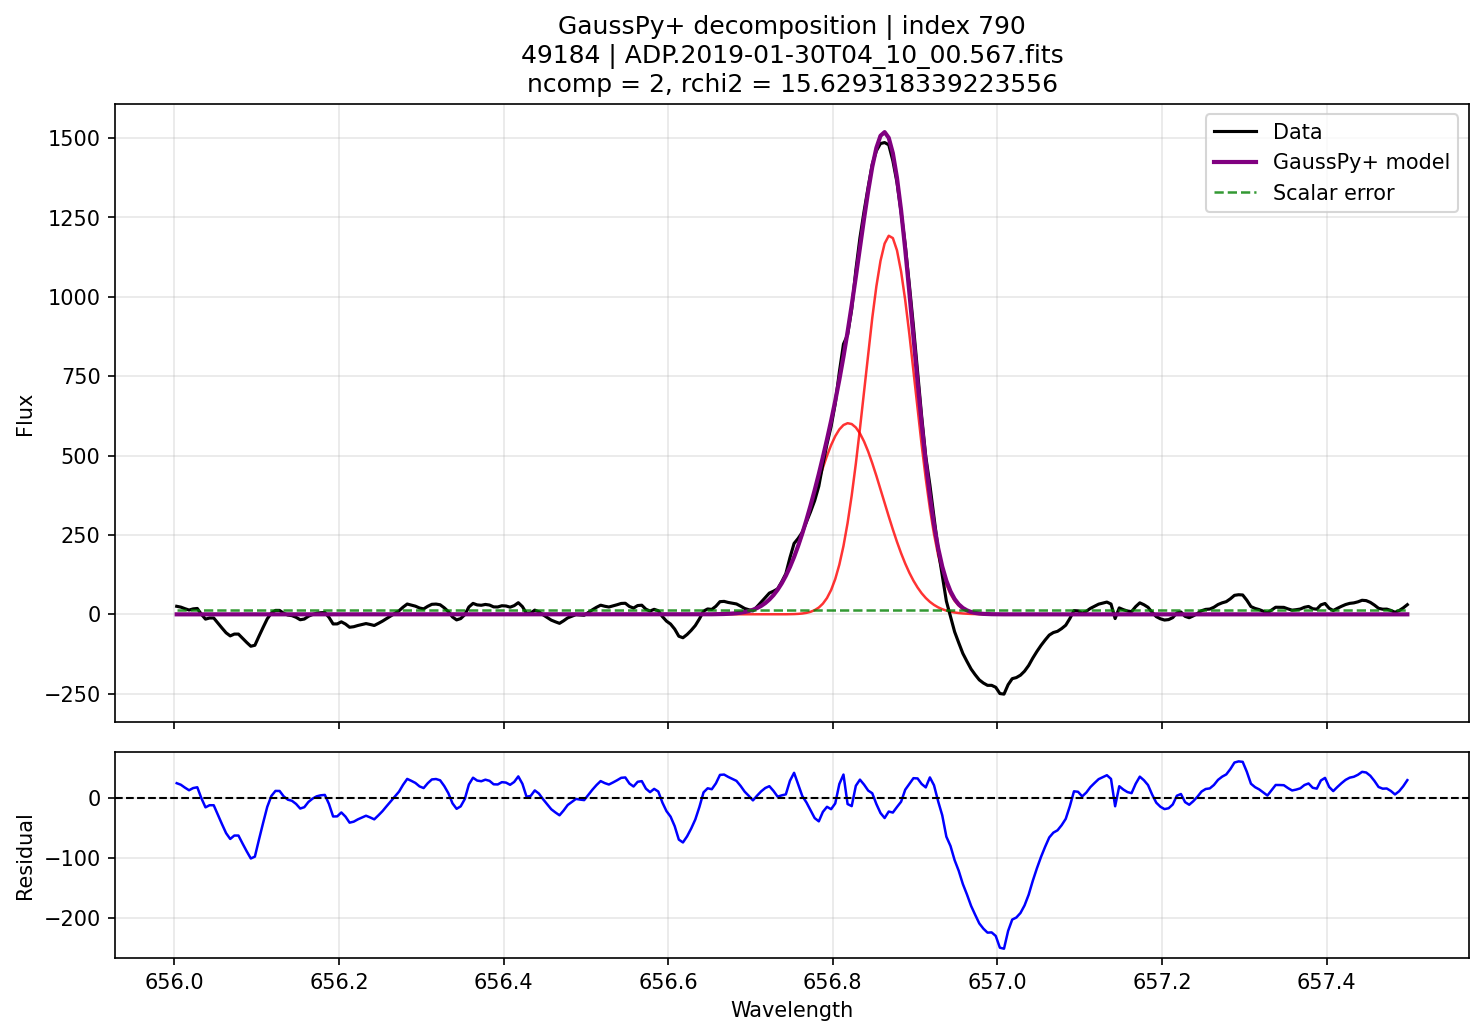 GaussPy+ decomposition | index 790
49184 | ADP.2019-01-30T04_10_00.567.fits
ncomp = 2, rchi2 = 15.629318339223556
Data
GaussPy+ model
Scalar error
1500
1250
1000
750
500
250
0
−250
Flux
0
−100
−200
Residual
656.0 656.2 656.4 656.6 656.8 657.0 657.2 657.4
Wavelength